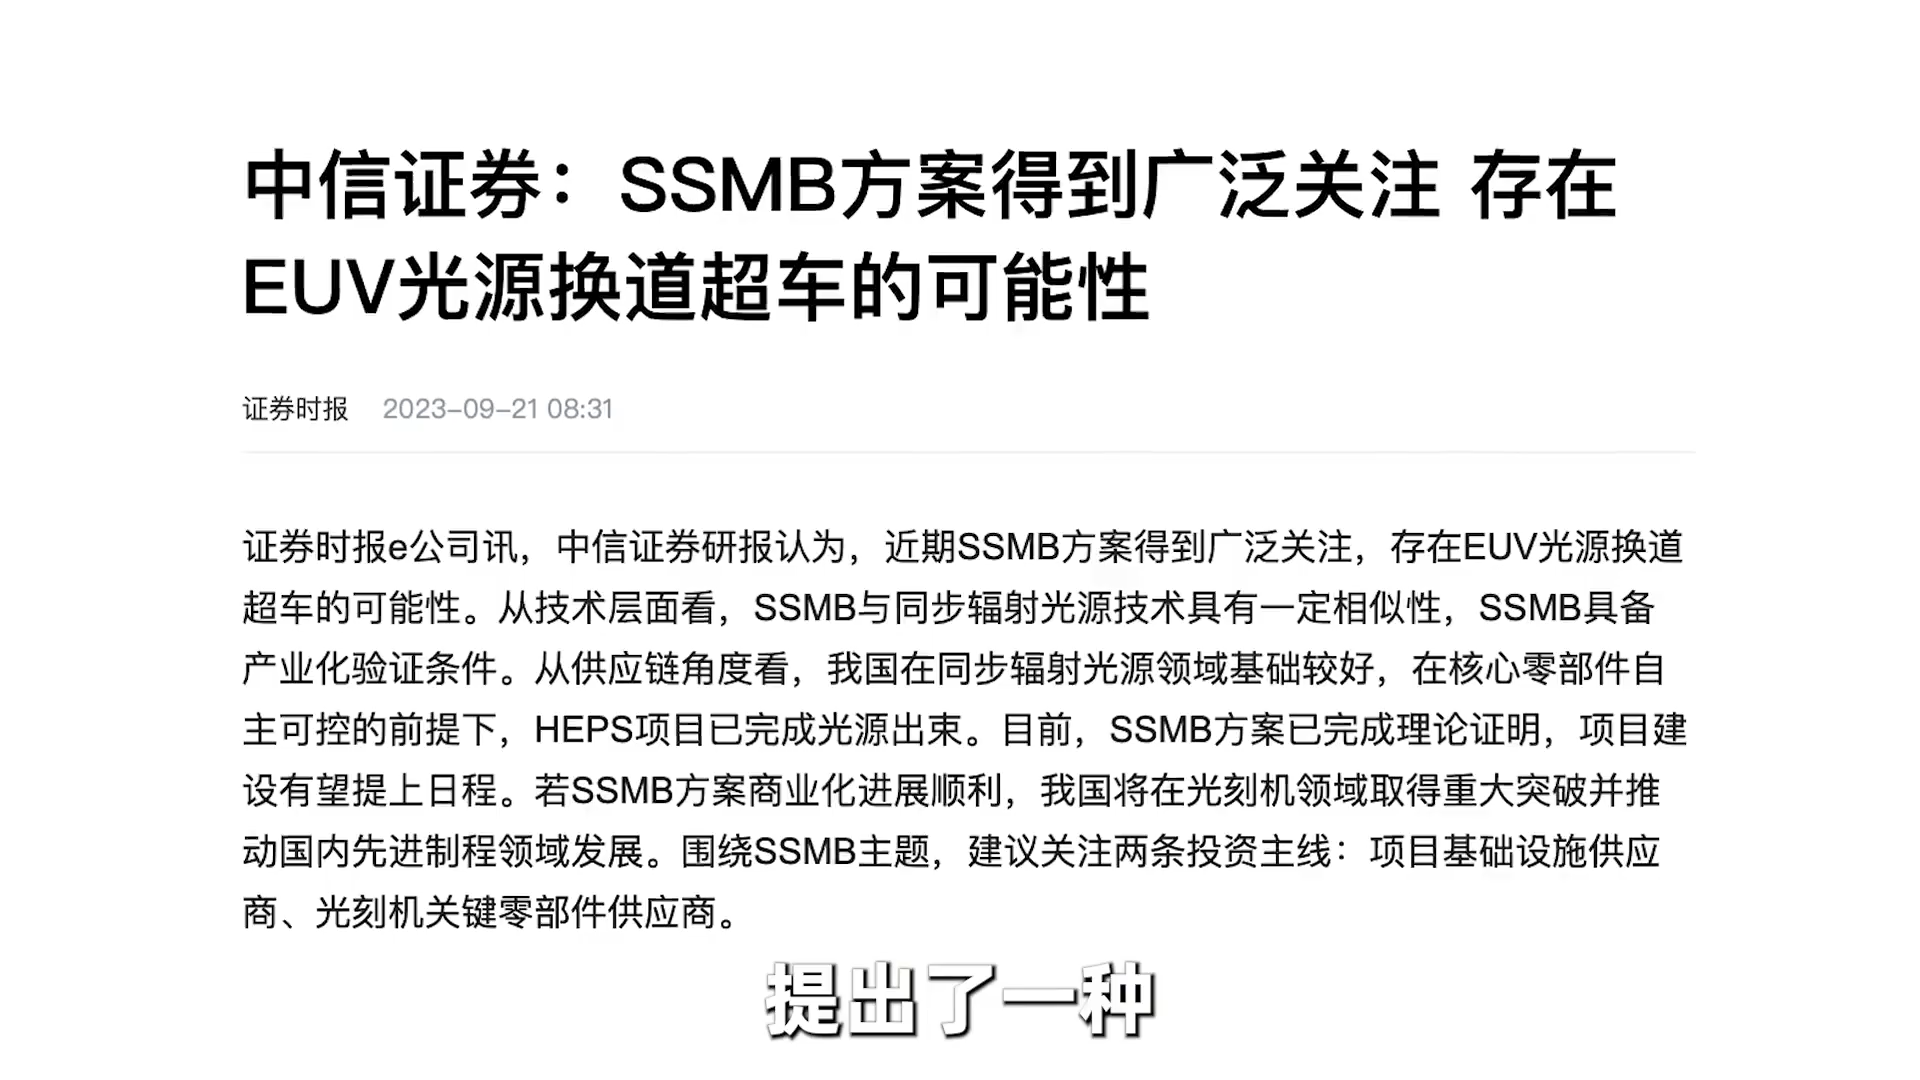 中信证券：SSMB方案得到广泛关注 存在
EUV光源换道超车的可能性
证券时报 2023-09-21 08:31
证券时报e公司讯，中信证券研报认为，近期SSMB方案得到广泛关注，存在EUV光源换道
超车的可能性。从技术层面看，SSMB与同步辐射光源技术具有一定相似性，SSMB具备
产业化验证条件。从供应链角度看，我国在同步辐射光源领域基础较好，在核心零部件自
主可控的前提下，HEPS项目已完成光源出束。目前，SSMB方案已完成理论证明，项目建
设有望提上日程。若SSMB方案商业化进展顺利，我国将在光刻机领域取得重大突破并推
动国内先进制程领域发展。围绕SSMB主题，建议关注两条投资主线：项目基础设施供应
商、光刻机关键零部件供应商。
提出了一种